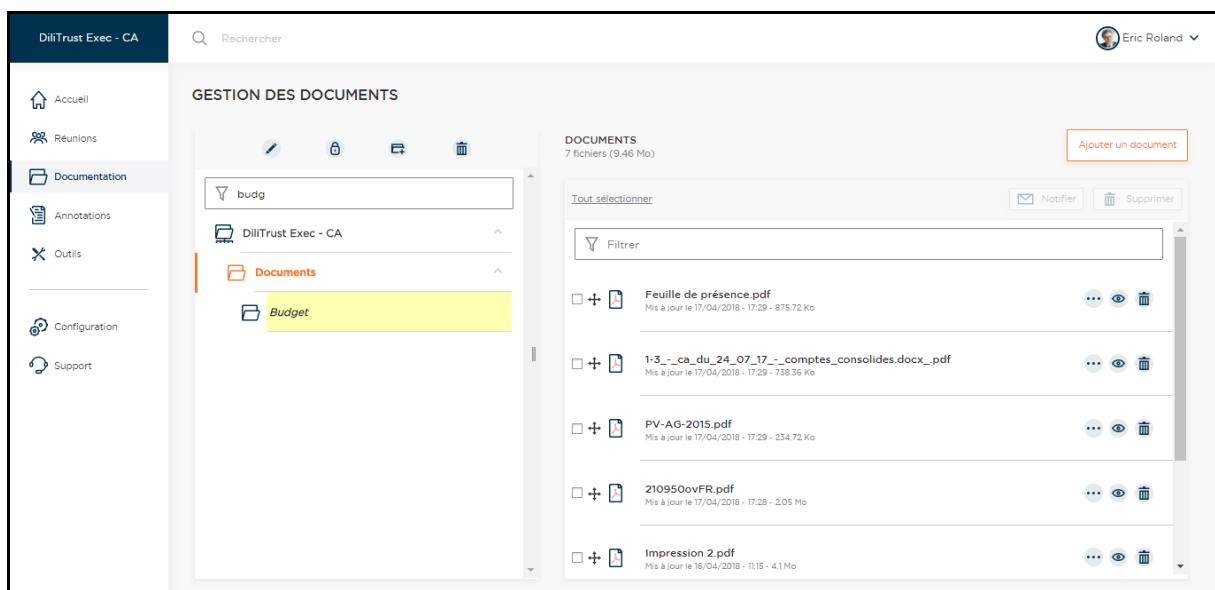 DiliTrust Exec - CA
Rechercher
Eric Roland
Accueil
Réunions
Documentation
Annotations
Outils
Configuration
Support
GESTION DES DOCUMENTS
budg
DiliTrust Exec - CA
Documents
Budget
DOCUMENTS
7 fichiers (9.46 Mo)
Ajouter un document
Tout sélectionner
Notifier
Supprimer
Filtrer
Feuille de présence.pdf
Mis à jour le 17/04/2018 - 17:29 - 875.72 Ko
1-3_-_ca_du_24_07_17_-_comptes_consolides.docx_.pdf
Mis à jour le 17/04/2018 - 17:29 - 738.36 Ko
PV-AG-2015.pdf
Mis à jour le 17/04/2018 - 17:29 - 234.72 Ko
210950ovFR.pdf
Mis à jour le 17/04/2018 - 17:28 - 2.05 Mo
Impression 2.pdf
Mis à jour le 16/04/2018 - 11:15 - 4.1 Mo